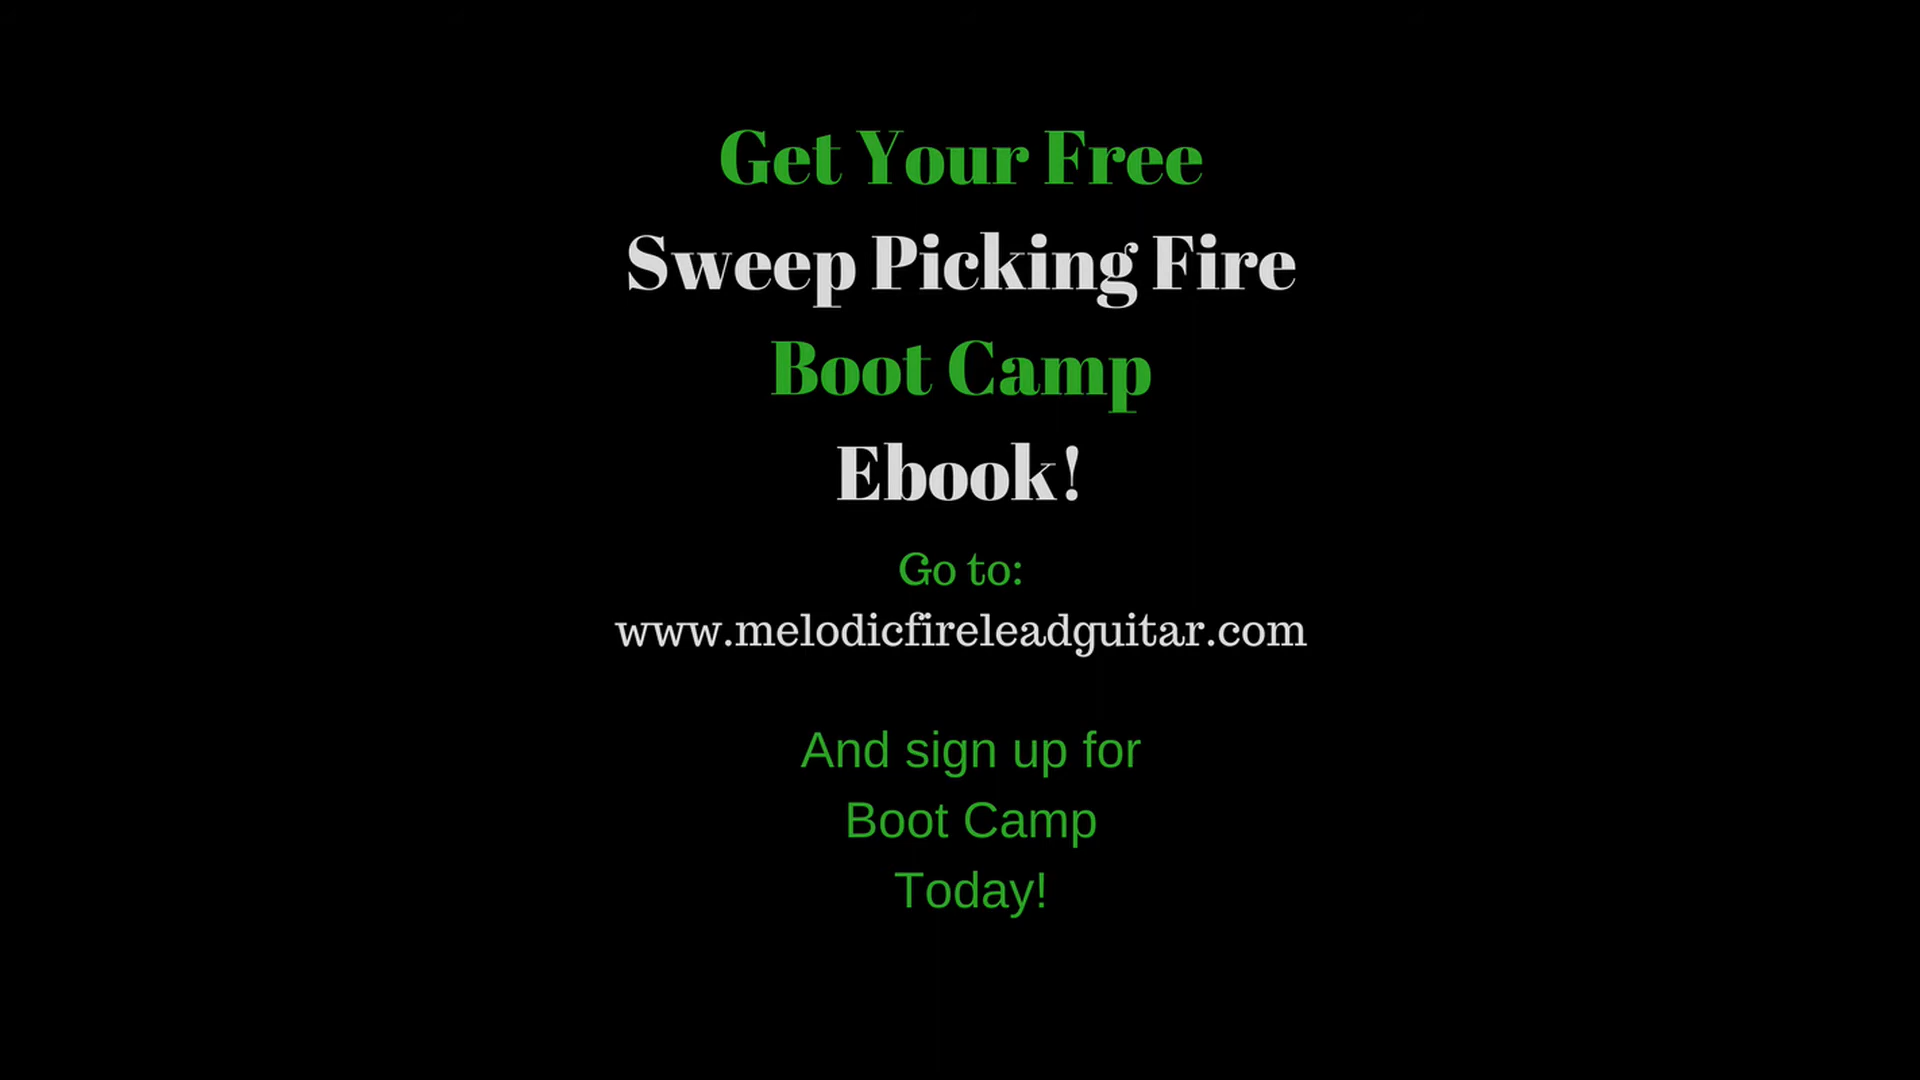 Get Your Free
Sweep Picking Fire
Boot Camp
Ebook!
Go to:
www.melodicfireleadguitar.com
And sign up for
Boot Camp
Today!